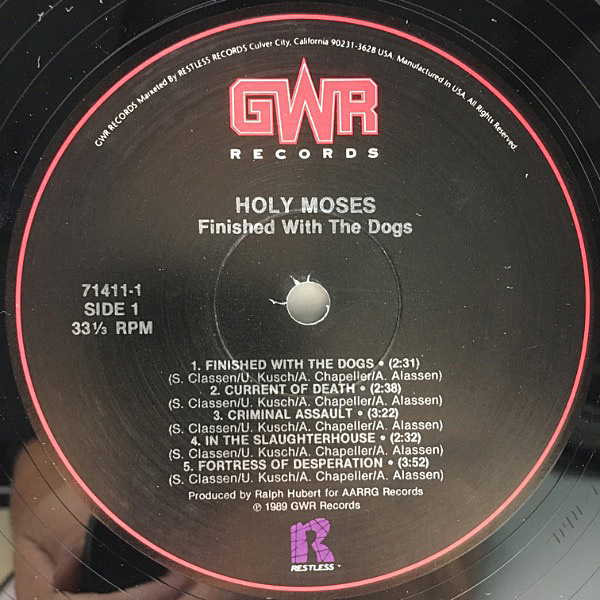 GWR RECORDS Marketed By RESTLESS RECORDS Culver City, California 90231-3628 USA. Manufactured In USA. All Rights Reserved.
GWR
RECORDS
HOLY MOSES
Finished With The Dogs
71411-1
SIDE 1
33⅓ RPM
1. FINISHED WITH THE DOGS • (2:31)
(S. Classen/U. Kusch/A. Chapeller/A. Alassen)
2. CURRENT OF DEATH • (2:38)
(S. Classen/U. Kusch/A. Chapeller/A. Alassen)
3. CRIMINAL ASSAULT • (3:22)
(S. Classen/U. Kusch/A. Chapeller/A. Alassen)
4. IN THE SLAUGHTERHOUSE • (2:32)
(S. Classen/U. Kusch/A. Chapeller/A. Alassen)
5. FORTRESS OF DESPERATION • (3:52)
(S. Classen/U. Kusch/A. Chapeller/A. Alassen)
Produced by Ralph Hubert for AARRG Records
℗ 1989 GWR Records
R
RESTLESS™